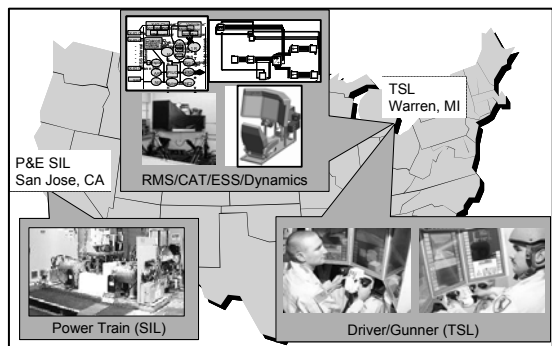 TSL
Warren, MI
P&E SIL
San Jose, CA
RMS/CAT/ESS/Dynamics
Power Train (SIL)
Driver/Gunner (TSL)